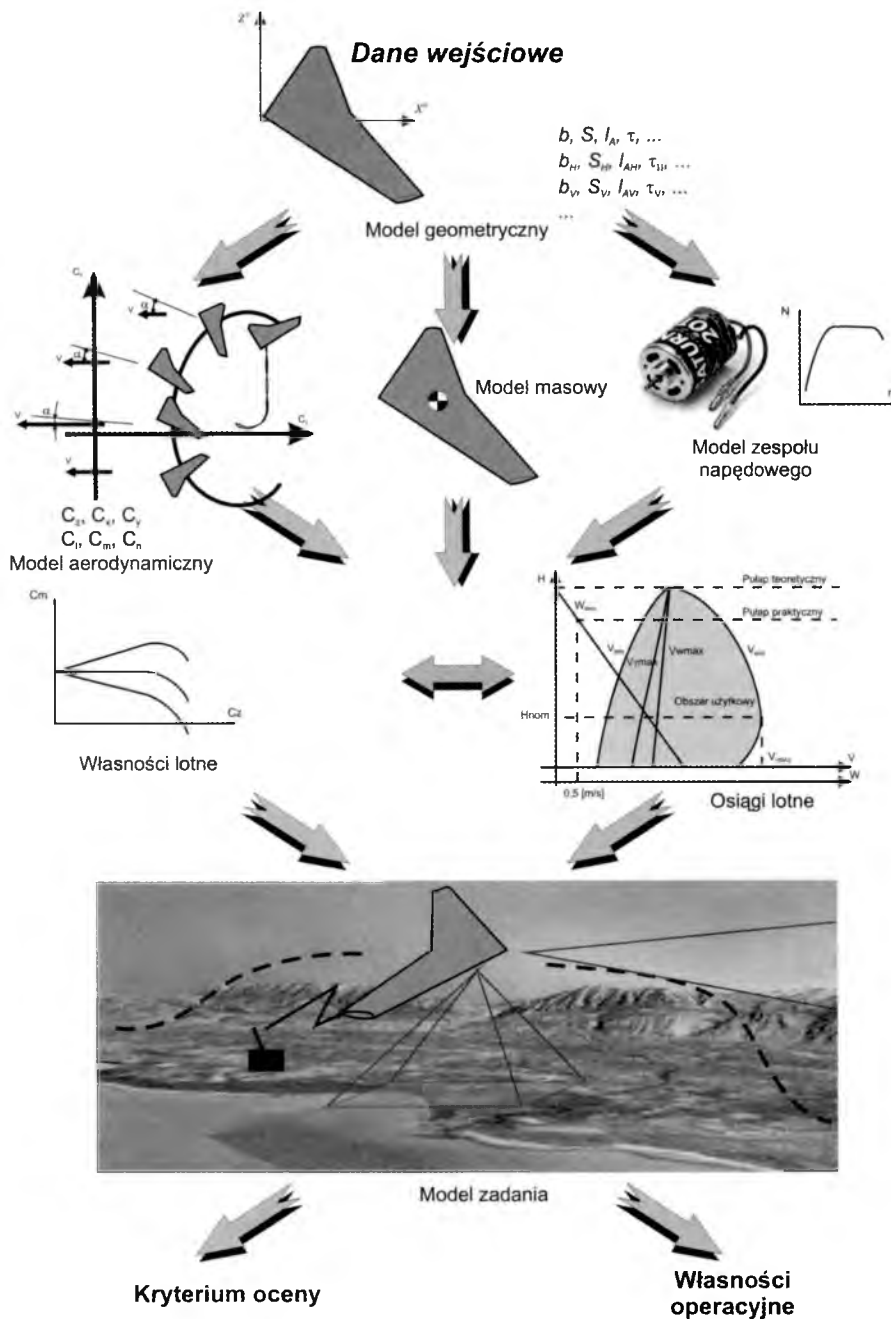 Z"
Dane wejściowe
X"
b, S, l_A, τ, ...
b_H, S_H, l_AH, τ_H, ...
b_V, S_V, l_AV, τ_V, ...
...
Model geometryczny
α
v
α
v
α
v
v
C_z, C_x, C_y
C_l, C_m, C_n
Model aerodynamiczny
Model masowy
N
Model zespołu
napędowego
Cm
Cz
Własności lotne
H
Pułap teoretyczny
Pułap praktyczny
V_min
Vγmax
Vwmax
Obszar użytkowy
Hnom
V
W
0,5 [m/s]
Osiągi lotne
Model zadania
Kryterium oceny
Własności
operacyjne